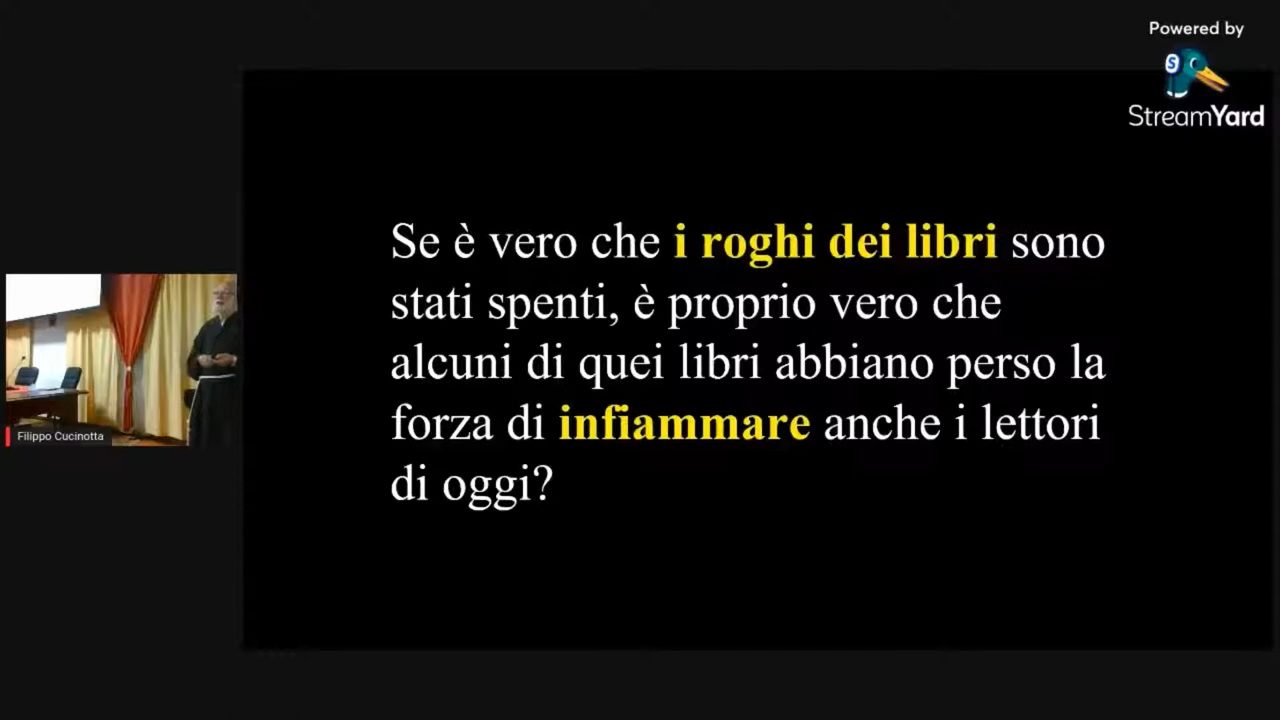 Powered by
StreamYard
Se è vero che i roghi dei libri sono
stati spenti, è proprio vero che
alcuni di quei libri abbiano perso la
forza di infiammare anche i lettori
di oggi?
Filippo Cucinotta